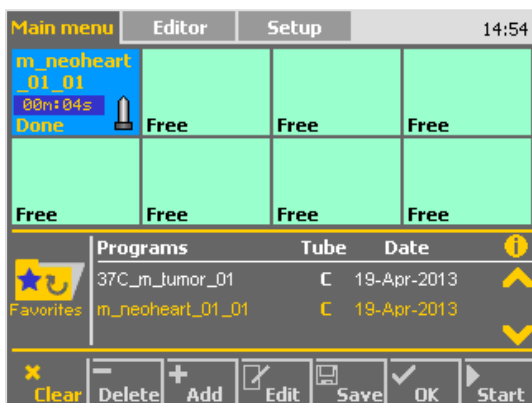 Main menu Editor Setup 14:54
m_neoheart
_01_01
00m:04s
Done Free Free Free
Free Free Free Free
Programs Tube Date i
37C_m_tumor_01 C 19-Apr-2013
Favorites m_neoheart_01_01 C 19-Apr-2013
Clear Delete Add Edit Save OK Start